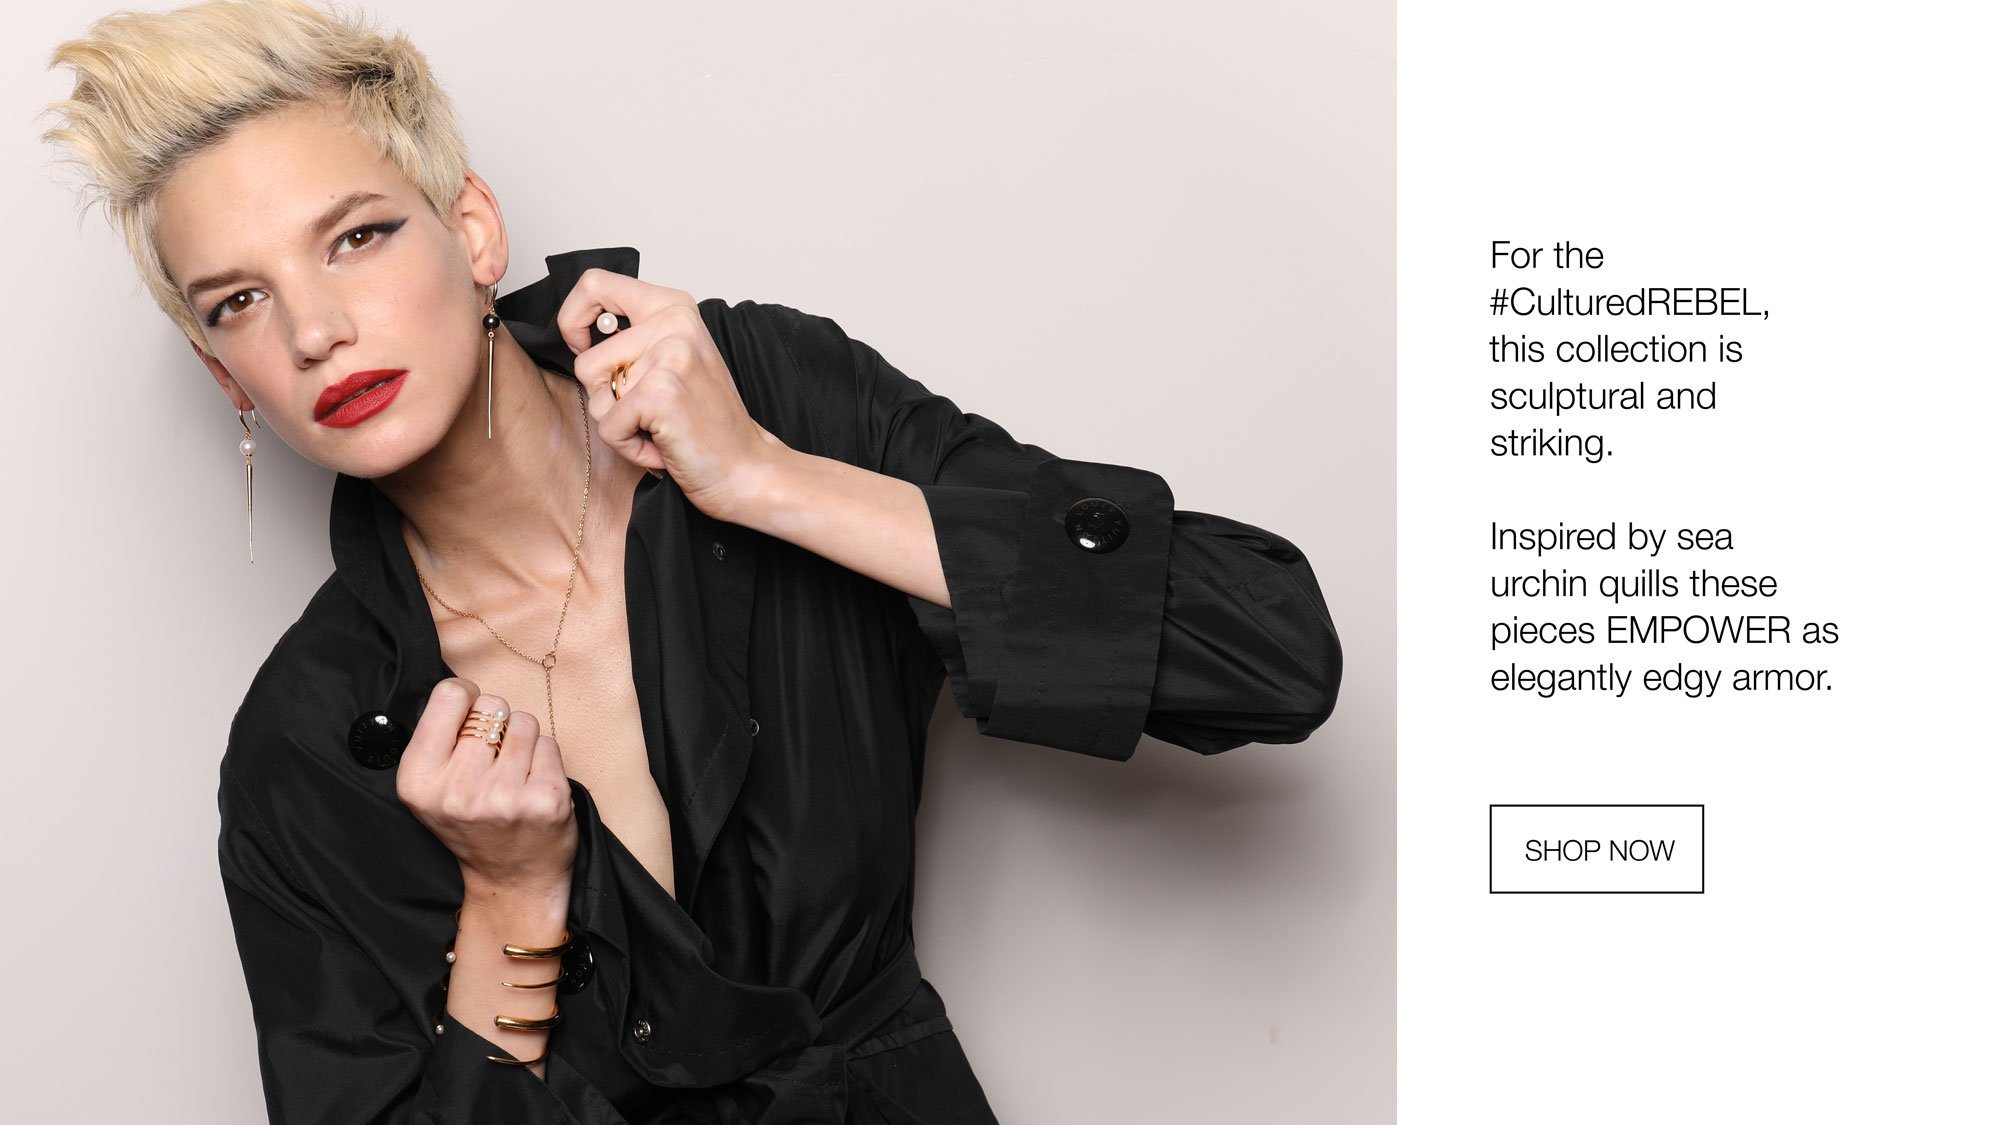 For the
#CulturedREBEL,
this collection is
sculptural and
striking.
Inspired by sea
urchin quills these
pieces EMPOWER as
elegantly edgy armor.
SHOP NOW